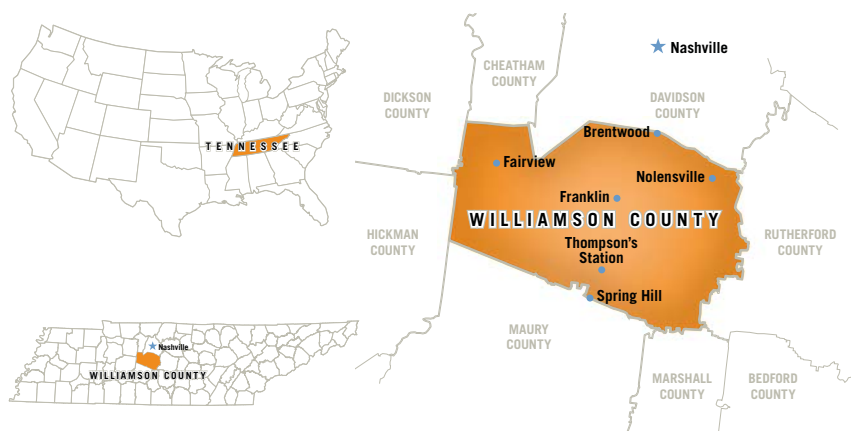 TENNESSEE
Nashville
WILLIAMSON COUNTY
Nashville
CHEATHAM
COUNTY
DICKSON
COUNTY
DAVIDSON
COUNTY
Brentwood
Fairview
Nolensville
Franklin
WILLIAMSON COUNTY
HICKMAN
COUNTY
RUTHERFORD
COUNTY
Thompson's
Station
Spring Hill
MAURY
COUNTY
MARSHALL
COUNTY
BEDFORD
COUNTY